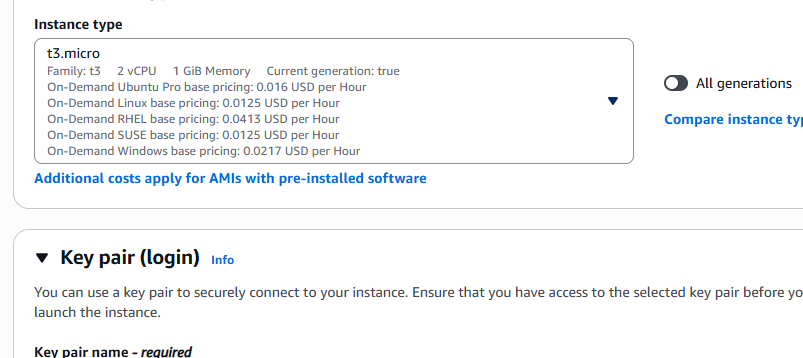 Instance type
t3.micro
Family: t3 2 vCPU 1 GiB Memory Current generation: true
On-Demand Ubuntu Pro base pricing: 0.016 USD per Hour
On-Demand Linux base pricing: 0.0125 USD per Hour
On-Demand RHEL base pricing: 0.0413 USD per Hour
On-Demand SUSE base pricing: 0.0125 USD per Hour
On-Demand Windows base pricing: 0.0217 USD per Hour
All generations
Compare instance typ
Additional costs apply for AMIs with pre-installed software
Key pair (login) Info
You can use a key pair to securely connect to your instance. Ensure that you have access to the selected key pair before yo
launch the instance.
Key pair name - required